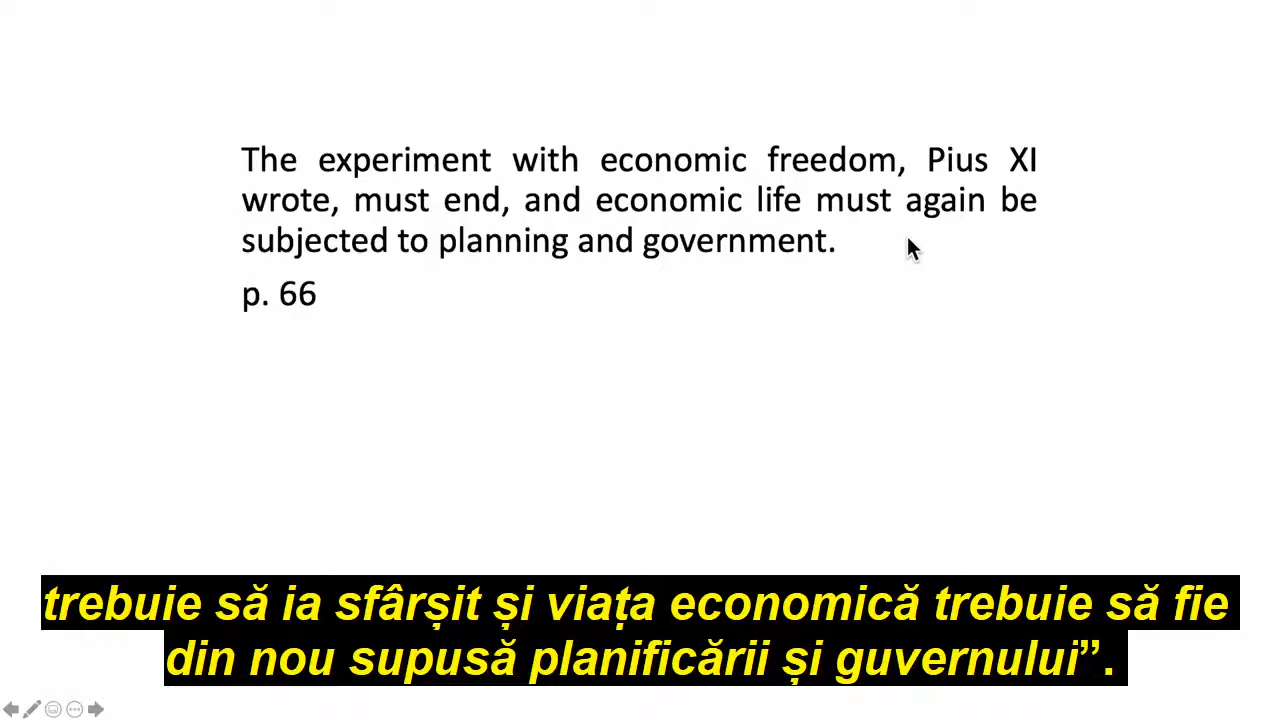 The experiment with economic freedom, Pius XI
wrote, must end, and economic life must again be
subjected to planning and government.
p. 66
trebuie să ia sfârșit și viața economică trebuie să fie
din nou supusă planificării și guvernului”.